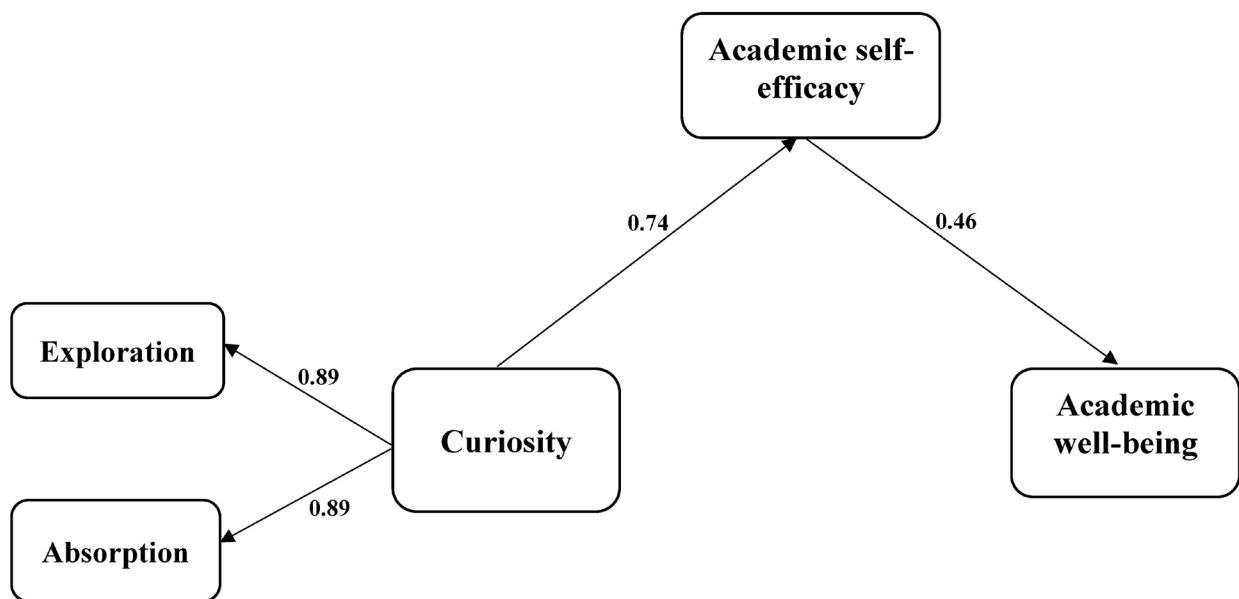 Academic self-
efficacy
0.74
0.46
Exploration
0.89
Curiosity
Academic
well-being
0.89
Absorption